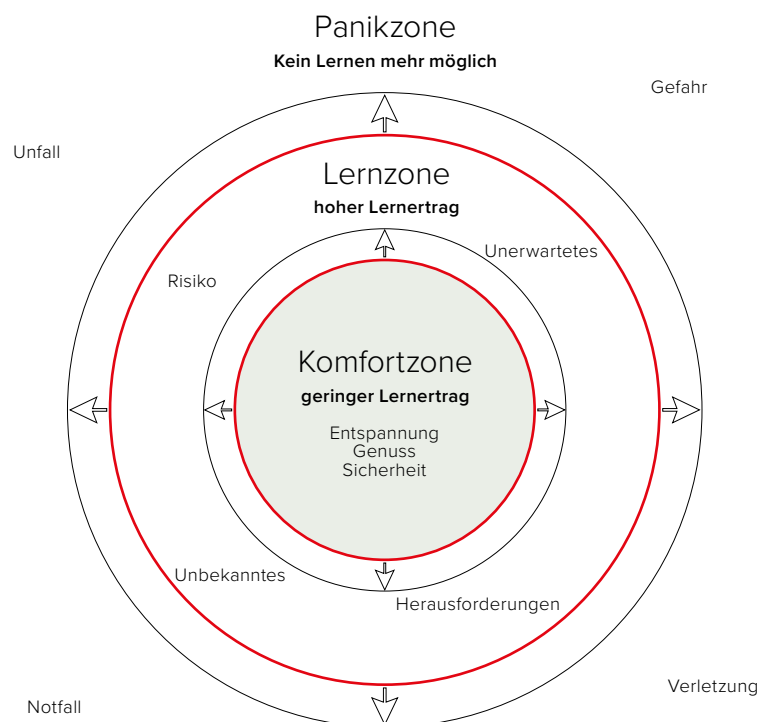 Panikzone
Kein Lernen mehr möglich
Gefahr
Unfall
Lernzone
hoher Lernertrag
Unerwartetes
Risiko
Komfortzone
geringer Lernertrag
Entspannung
Genuss
Sicherheit
Unbekanntes
Herausforderungen
Verletzung
Notfall